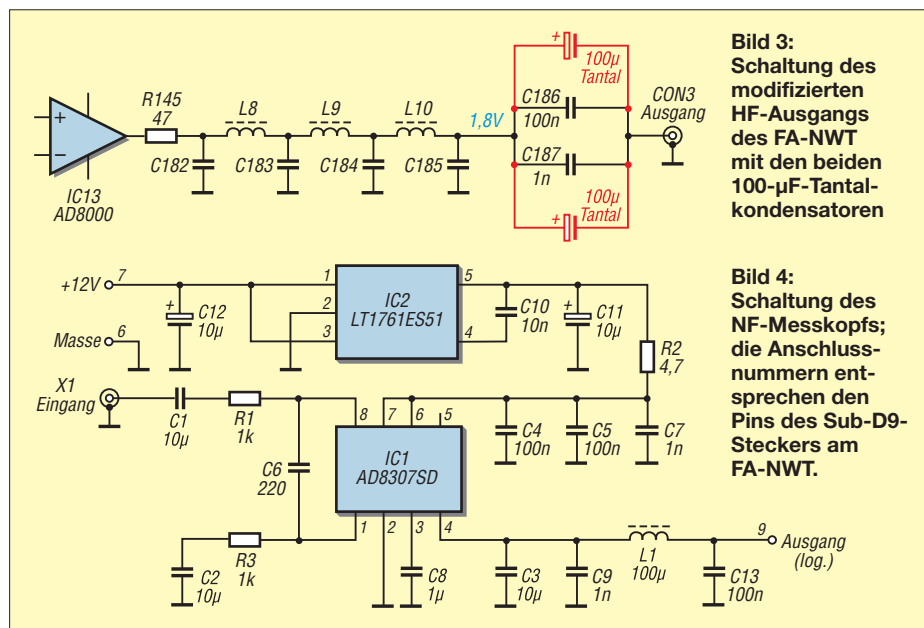 +
100µ
Tantal
R145
47
L8
L9
L10
1,8V
C186
100n
CON3
Ausgang
+
−
C182
C183
C184
C185
C187
1n
IC13
AD8000
100µ
Tantal
+
Bild 3:
Schaltung des
modifizierten
HF-Ausgangs
des FA-NWT
mit den beiden
100-µF-Tantal-
kondensatoren
+12V
7
1
2
3
IC2
LT1761ES51
5
4
+
C12
10µ
C10
10n
+
C11
10µ
Masse
6
R2
4,7
X1
Eingang
C1
10µ
R1
1k
8
7
6
5
C4
100n
C5
100n
C7
1n
C6
220
IC1
AD8307SD
1
2
3
4
R3
1k
C2
10µ
C8
1µ
C3
10µ
C9
1n
L1
100µ
9
Ausgang
(log.)
C13
100n
Bild 4:
Schaltung des
NF-Messkopfs;
die Anschluss-
nummern ent-
sprechen den
Pins des Sub-D9-
Steckers am
FA-NWT.